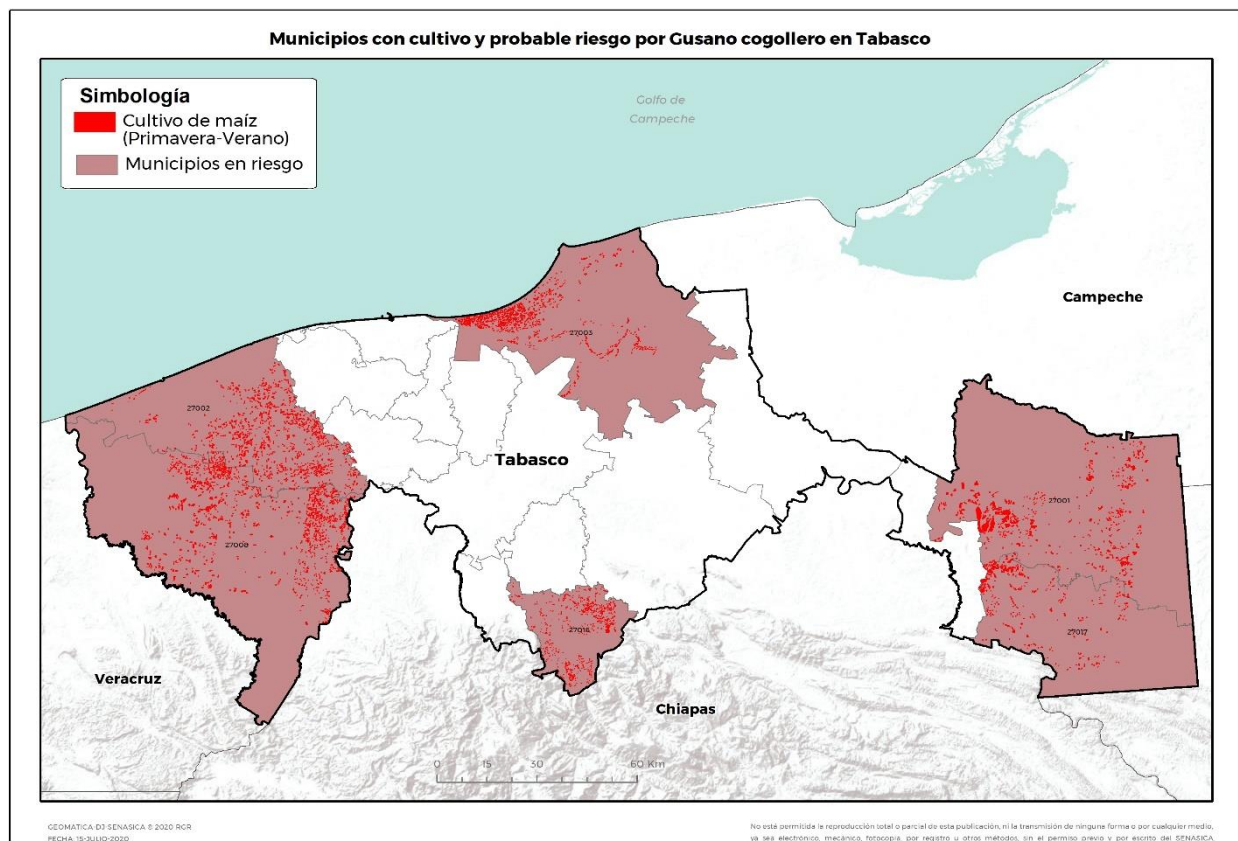 Municipios con cultivo y probable riesgo por Gusano cogollero en Tabasco
Simbología
Cultivo de maíz
(Primavera-Verano)
Municipios en riesgo
Golfo de
Campeche
Campeche
27003
27002
Tabasco
27001
27008
27016
27017
Veracruz
Chiapas
0 15 30 60 Km
GEOMATICA-DJ-SENASICA © 2020 RGR
FECHA: 15-JULIO-2020
No está permitida la reproducción total o parcial de esta publicación, ni la transmisión de ninguna forma o por cualquier medio,
ya sea electrónico, mecánico, fotocopia, por registro u otros métodos, sin el permiso previo y por escrito del SENASICA.